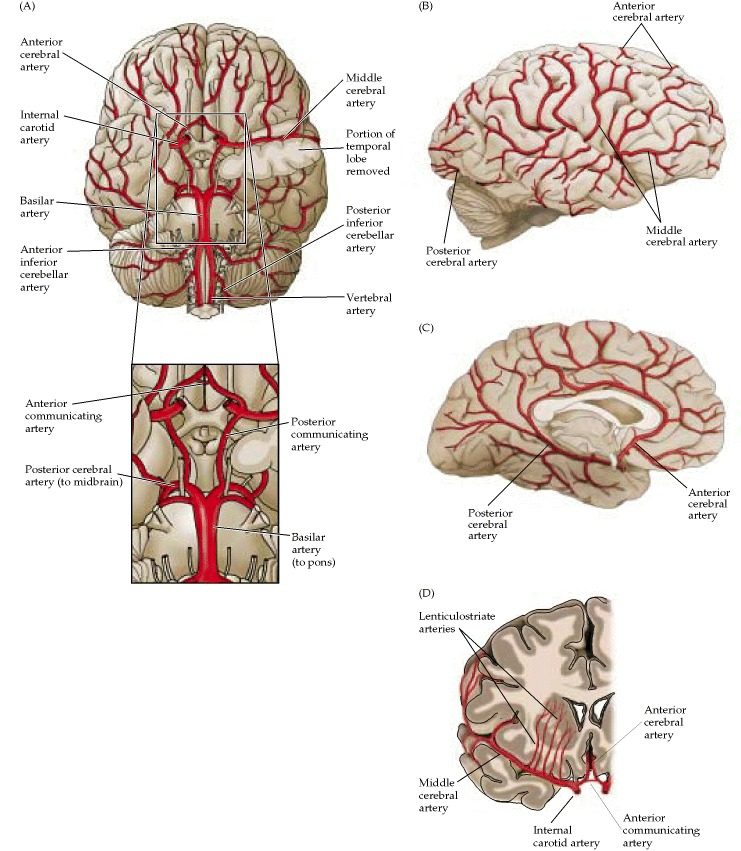 (A)
Anterior
cerebral
artery
Internal
carotid
artery
Basilar
artery
Anterior
inferior
cerebellar
artery
Middle
cerebral
artery
Portion of
temporal
lobe
removed
Posterior
inferior
cerebellar
artery
Vertebral
artery
Anterior
communicating
artery
Posterior cerebral
artery (to midbrain)
Posterior
communicating
artery
Basilar
artery
(to pons)
(B)
Anterior
cerebral artery
Posterior
cerebral artery
Middle
cerebral artery
(C)
Posterior
cerebral
artery
Anterior
cerebral
artery
(D)
Lenticulostriate
arteries
Anterior
cerebral
artery
Middle
cerebral
artery
Internal
carotid artery
Anterior
communicating
artery